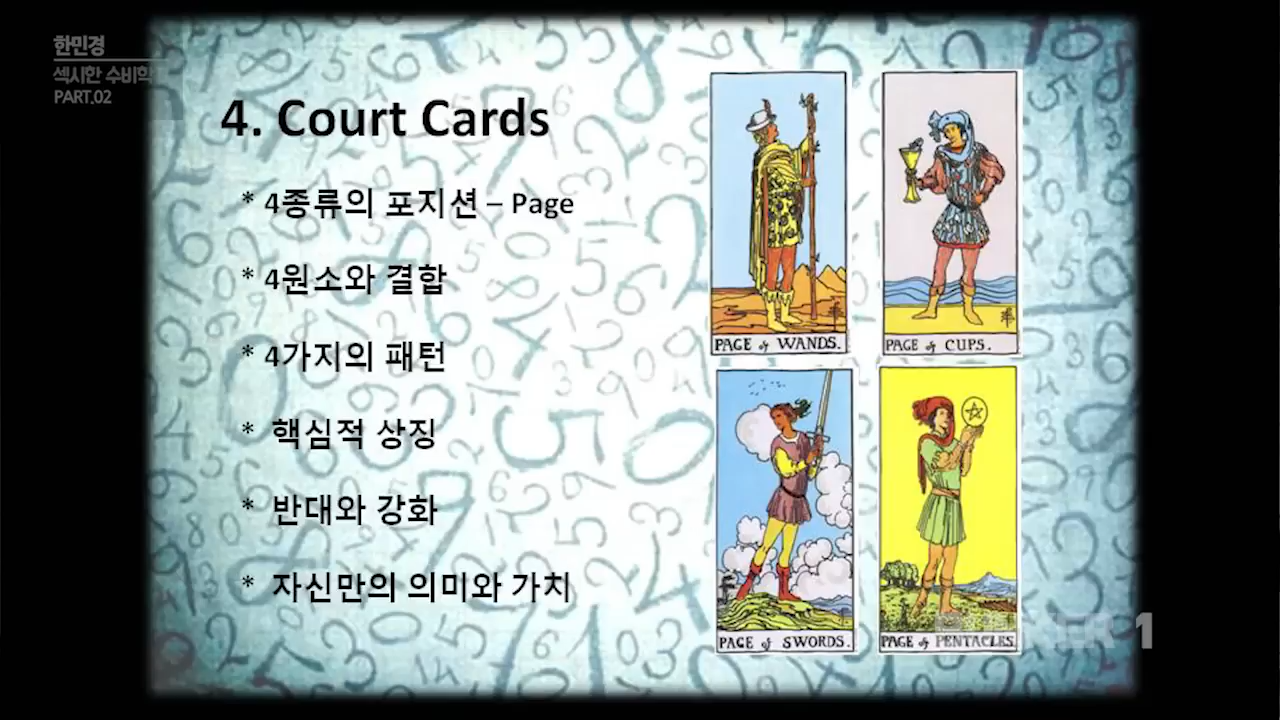 한민경
섹시한 수비학
PART.02
4. Court Cards
* 4종류의 포지션 – Page
* 4원소와 결합
* 4가지의 패턴
* 핵심적 상징
* 반대와 강화
* 자신만의 의미와 가치
PAGE of WANDS.
PAGE of CUPS.
PAGE of SWORDS.
PAGE of PENTACLES.
1